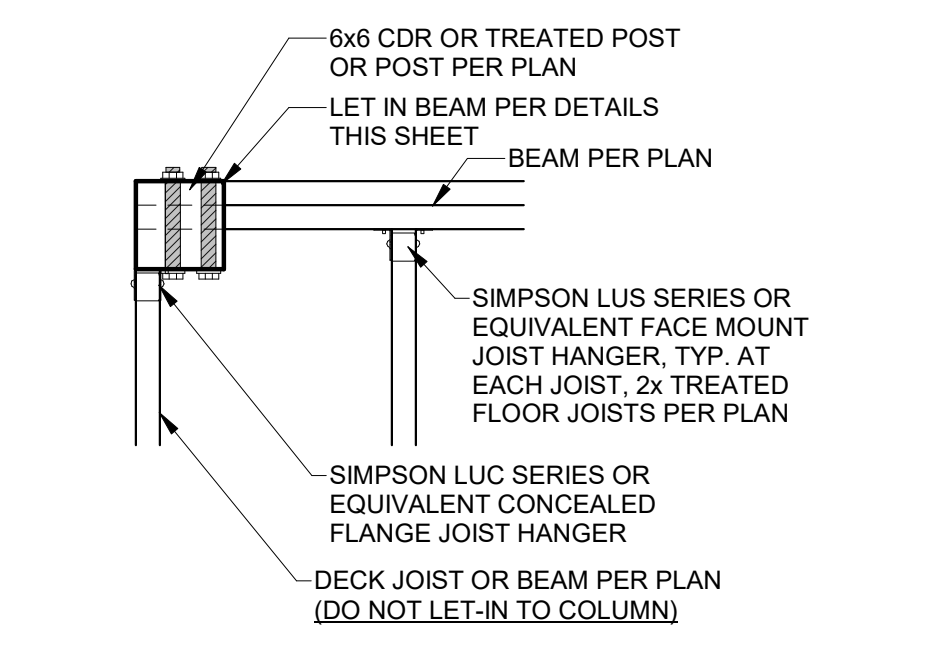 6x6 CDR OR TREATED POST
OR POST PER PLAN
LET IN BEAM PER DETAILS
THIS SHEET
BEAM PER PLAN
SIMPSON LUS SERIES OR
EQUIVALENT FACE MOUNT
JOIST HANGER, TYP. AT
EACH JOIST, 2x TREATED
FLOOR JOISTS PER PLAN
SIMPSON LUC SERIES OR
EQUIVALENT CONCEALED
FLANGE JOIST HANGER
DECK JOIST OR BEAM PER PLAN
(DO NOT LET-IN TO COLUMN)